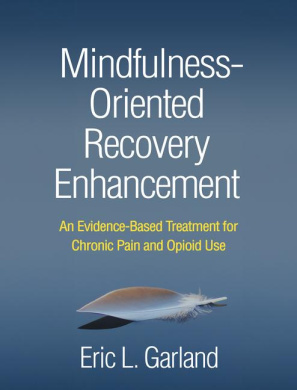 Mindfulness-
Oriented
Recovery
Enhancement
An Evidence-Based Treatment for
Chronic Pain and Opioid Use
Eric L. Garland